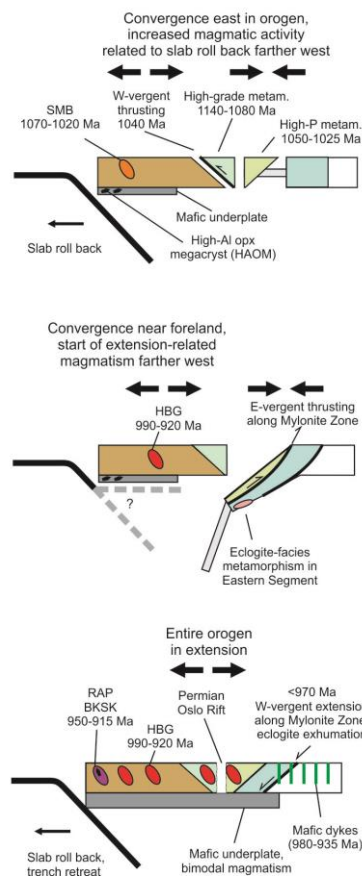 Convergence east in orogen,
increased magmatic activity
related to slab roll back farther west
W-vergent
thrusting
1040 Ma
High-grade metam.
1140-1080 Ma
SMB
1070-1020 Ma
High-P metam.
1050-1025 Ma
Mafic underplate
Slab roll back
High-Al opx
megacryst (HAOM)
Convergence near foreland,
start of extension-related
magmatism farther west
HBG
990-920 Ma
E-vergent thrusting
along Mylonite Zone
?
Eclogite-facies
metamorphism in
Eastern Segment
Entire orogen
in extension
RAP
BKSK
950-915 Ma
HBG
990-920 Ma
Permian
Oslo Rift
<970 Ma
W-vergent extension
along Mylonite Zone
eclogite exhumation
Slab roll back,
trench retreat
Mafic underplate,
bimodal magmatism
Mafic dykes
(980-935 Ma)